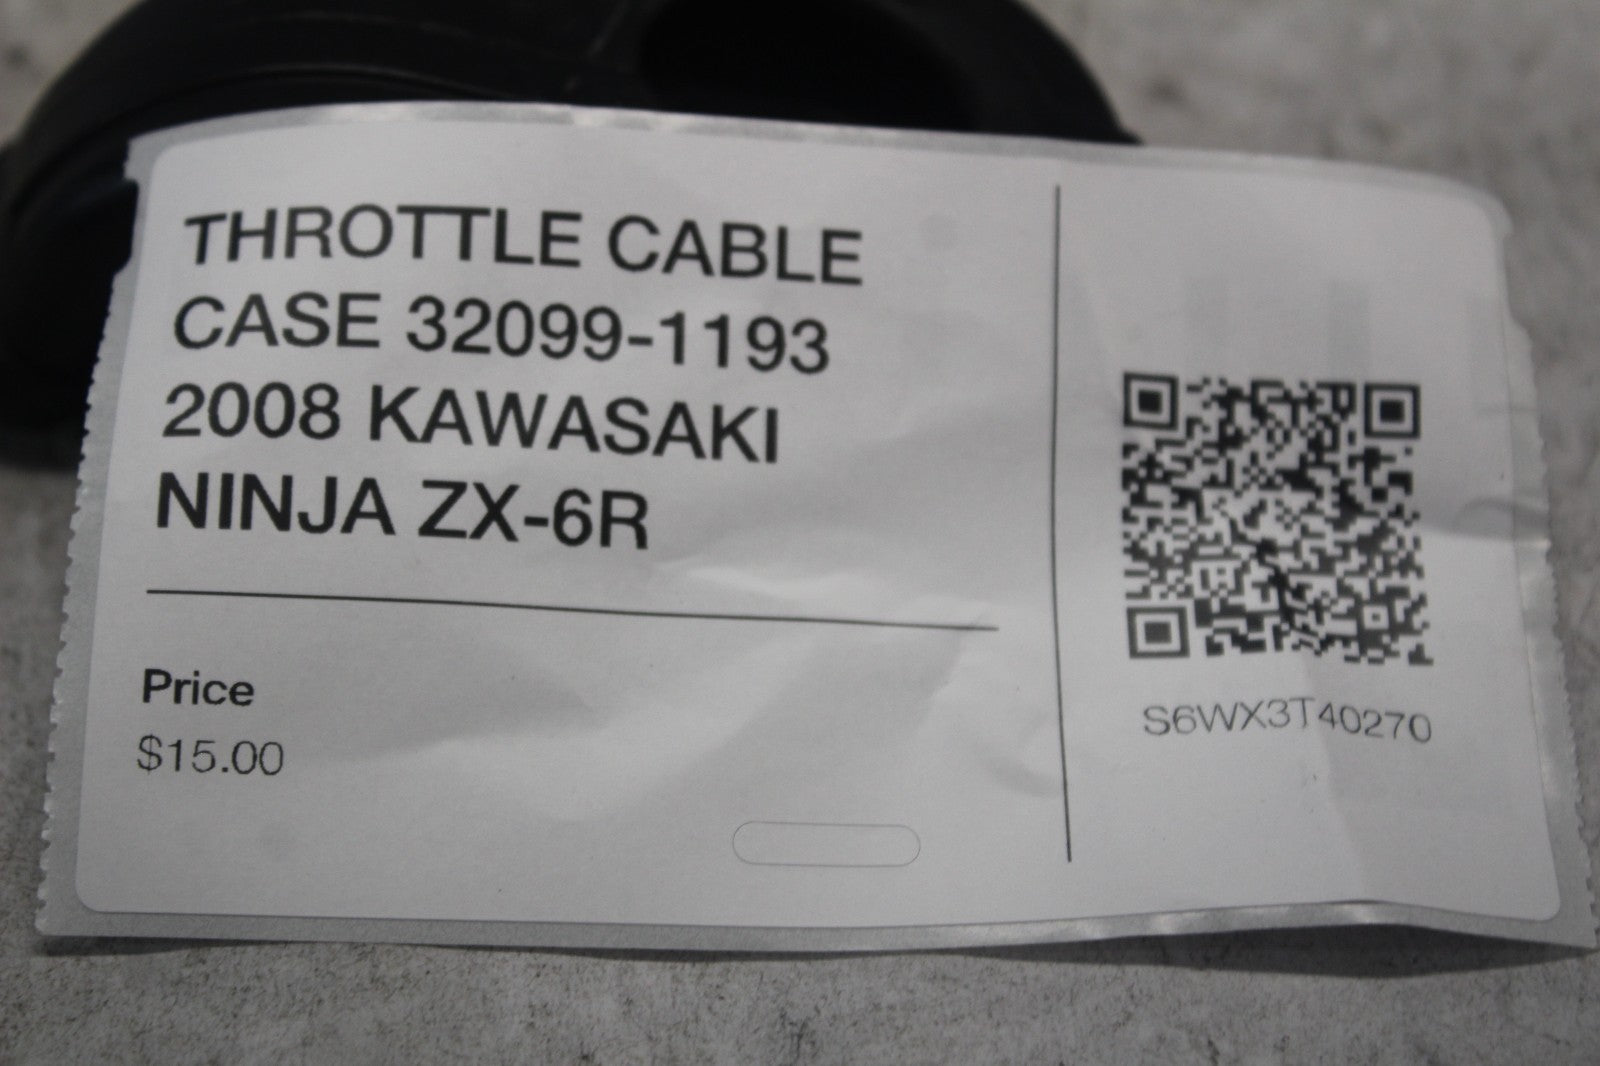 THROTTLE CABLE
CASE 32099-1193
2008 KAWASAKI
NINJA ZX-6R
Price
$15.00
S6WX3T40270